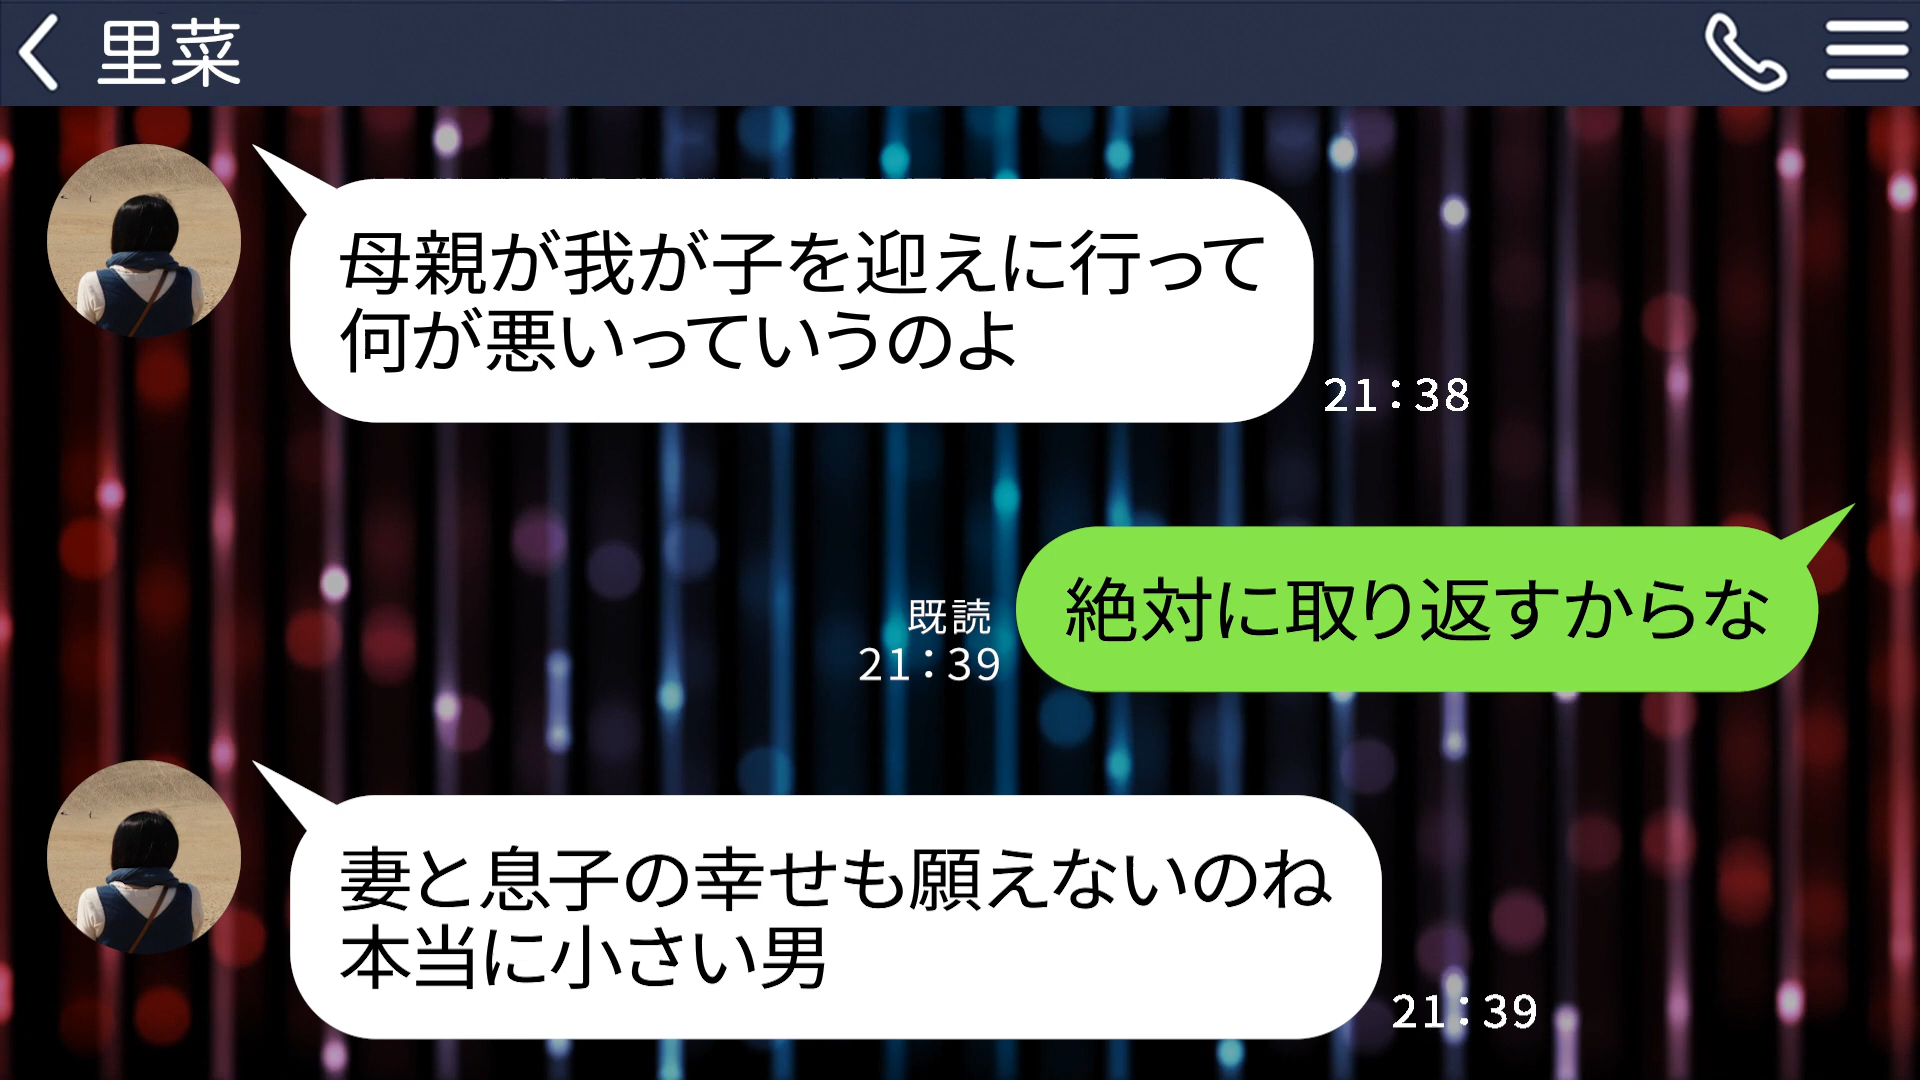 里菜
母親が我が子を迎えに行って
何が悪いっていうのよ
21:38
絶対に取り返すからな
既読
21:39
妻と息子の幸せも願えないのね
本当に小さい男
21:39